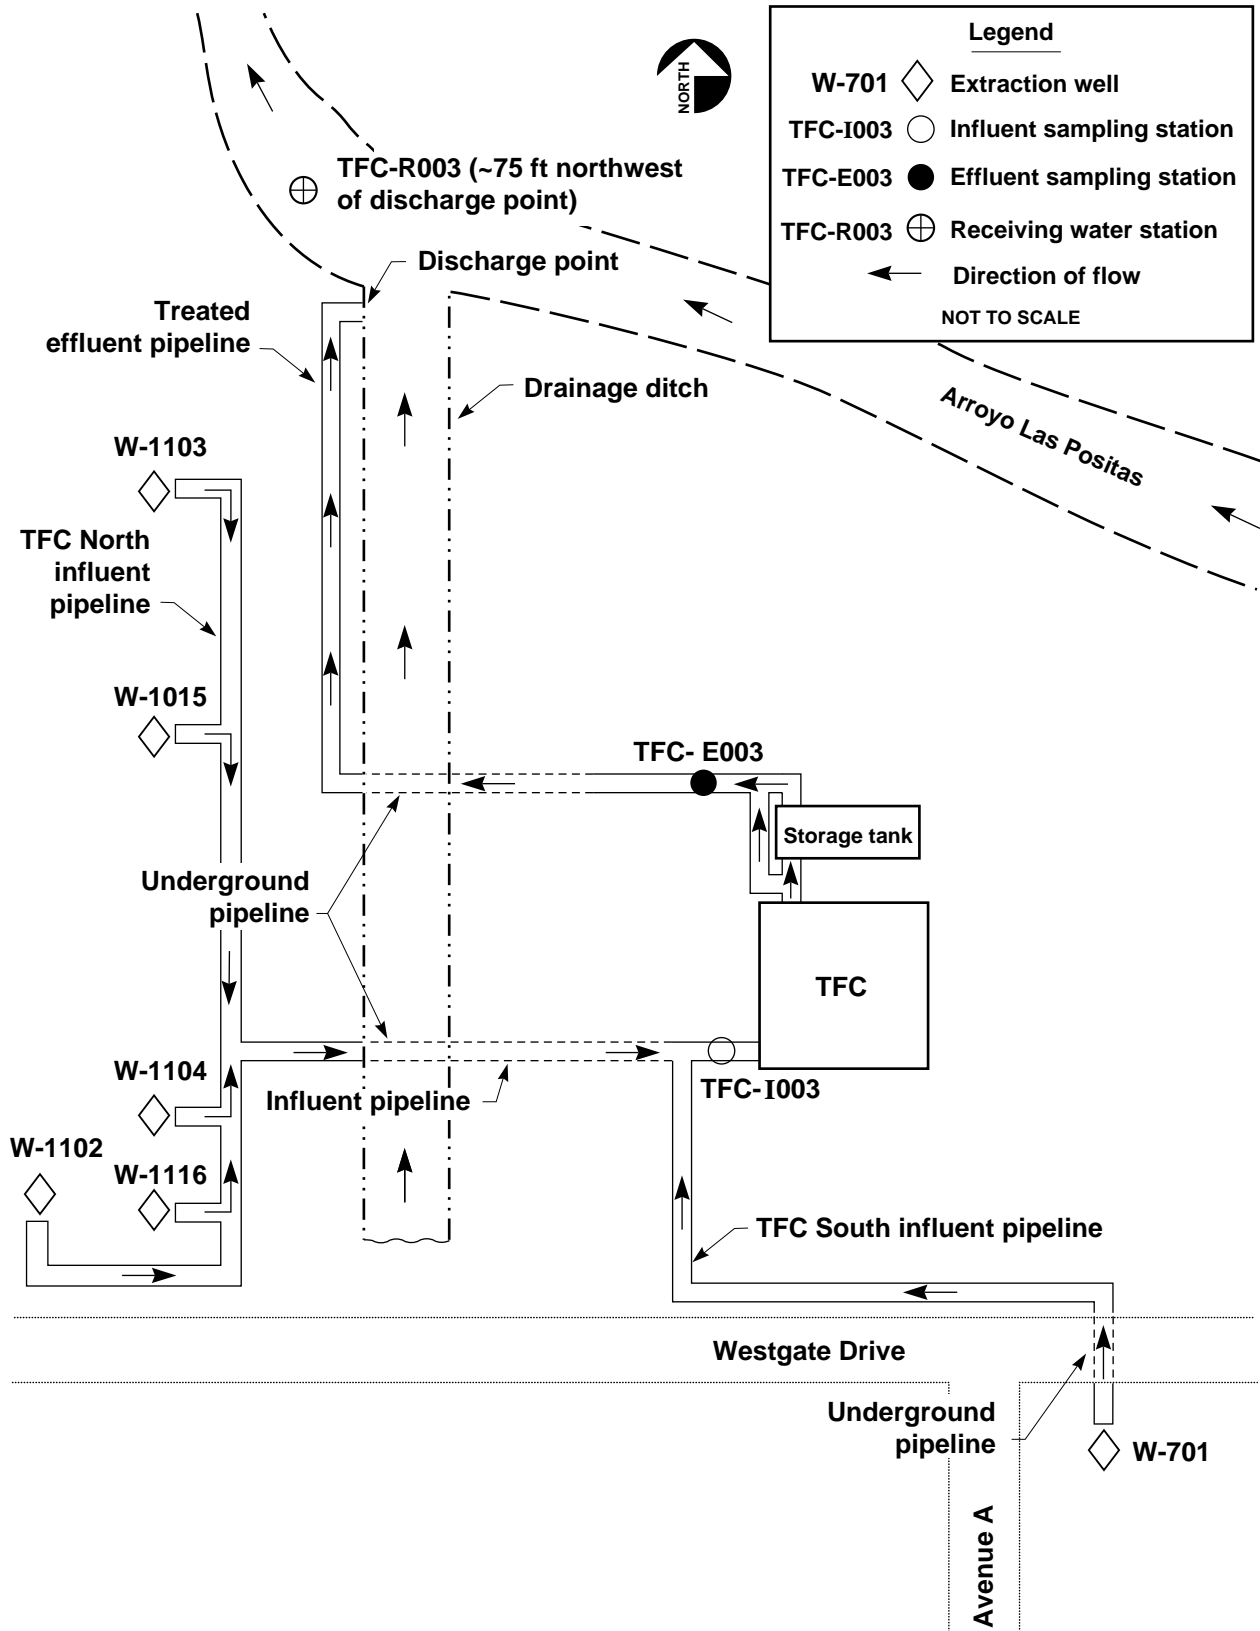 Legend
W-701 Extraction well
TFC-I003 Influent sampling station
TFC-E003 Effluent sampling station
TFC-R003 Receiving water station
Direction of flow
NOT TO SCALE
NORTH
TFC-R003 (~75 ft northwest
of discharge point)
Discharge point
Treated
effluent pipeline
Drainage ditch
Arroyo Las Positas
W-1103
TFC North
influent
pipeline
W-1015
TFC- E003
Storage tank
Underground
pipeline
TFC
W-1104
TFC-I003
Influent pipeline
W-1102
W-1116
TFC South influent pipeline
Westgate Drive
Underground
pipeline
W-701
Avenue A